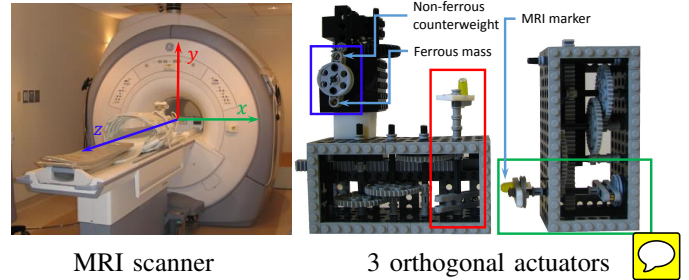 Non-ferrous
counterweight
MRI marker
Ferrous mass
y
x
z
MRI scanner
3 orthogonal actuators